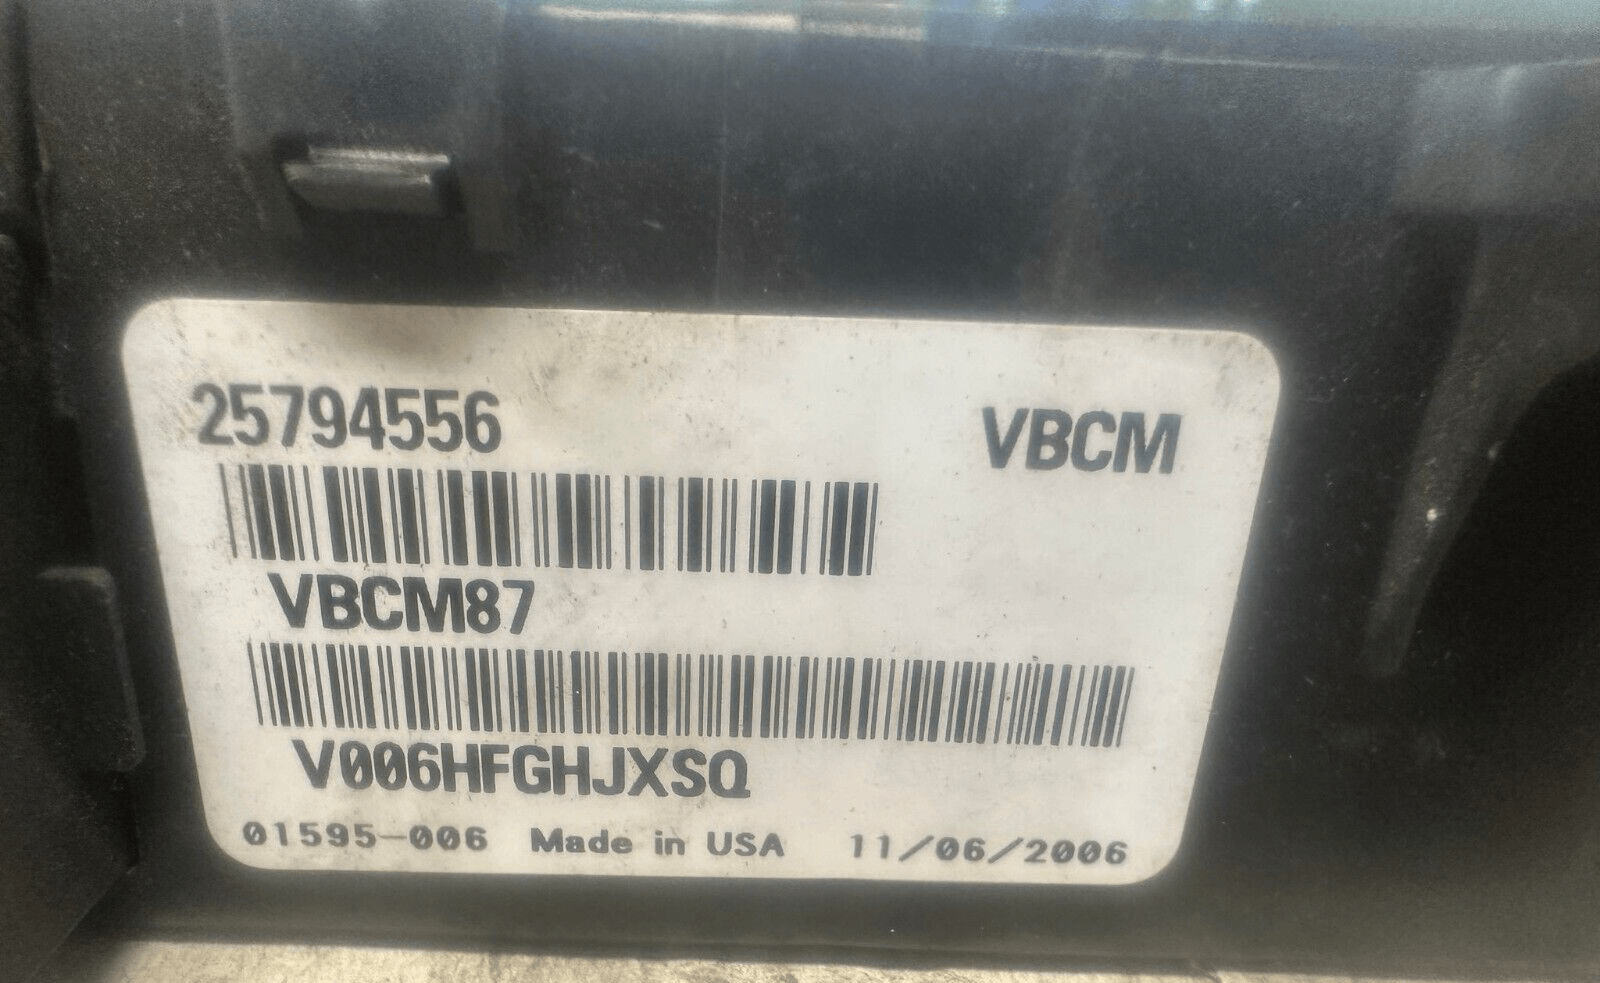 25794556 VBCM
VBCM87
V006HFGHJXSQ
01595-006 Made in USA 11/06/2006